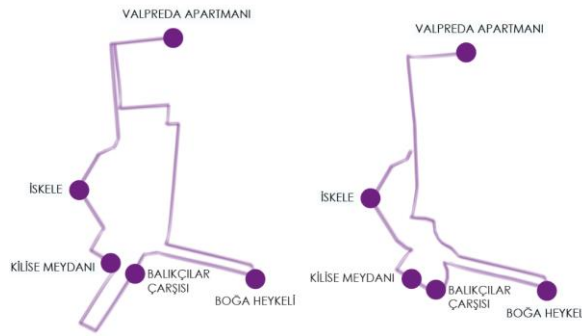 VALPREDA APARTMANI
İSKELE
KİLİSE MEYDANI
BALIKÇILAR
ÇARŞISI
BOĞA HEYKELİ
VALPREDA APARTMANI
İSKELE
KİLİSE MEYDANI
BALIKÇILAR
ÇARŞISI
BOĞA HEYKEL